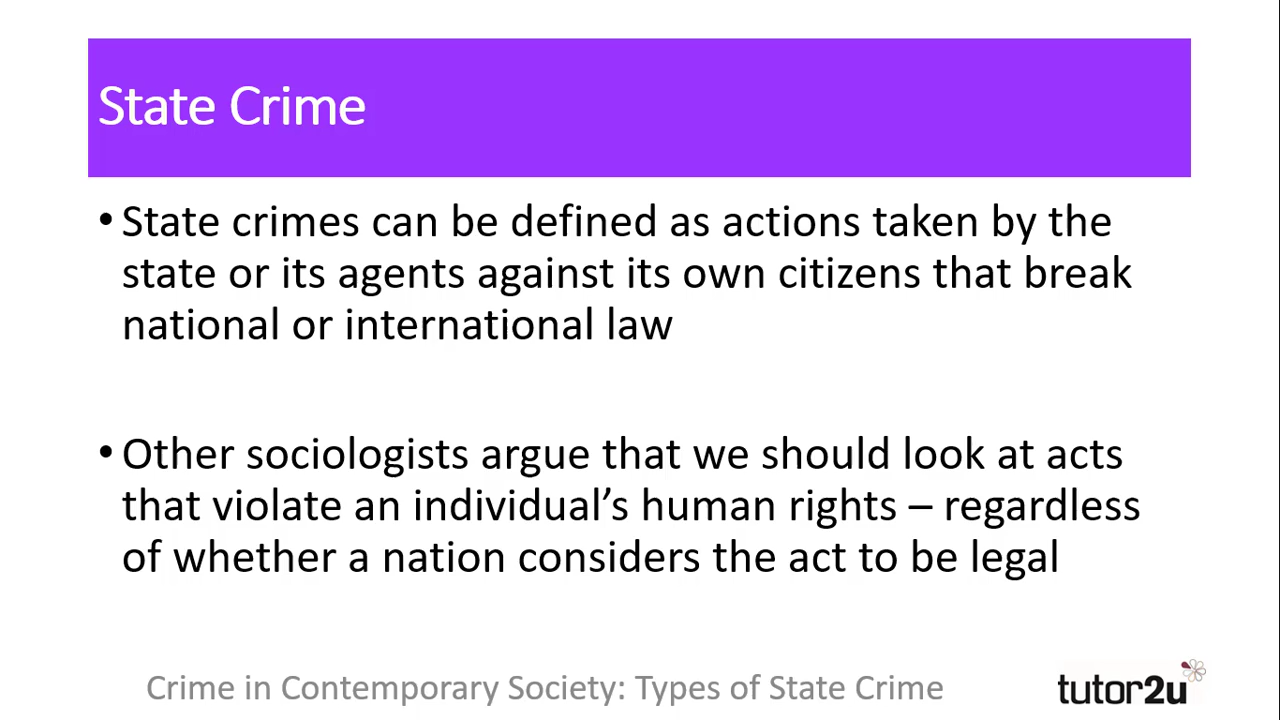 State Crime
•State crimes can be defined as actions taken by the
state or its agents against its own citizens that break
national or international law
•Other sociologists argue that we should look at acts
that violate an individual’s human rights – regardless
of whether a nation considers the act to be legal
Crime in Contemporary Society: Types of State Crime
tutor2u